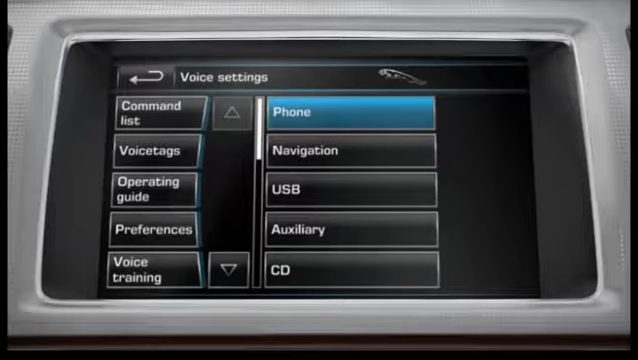 Voice settings
Command
list
Phone
Voicetags
Navigation
Operating
guide
USB
Preferences
Auxiliary
Voice
training
CD